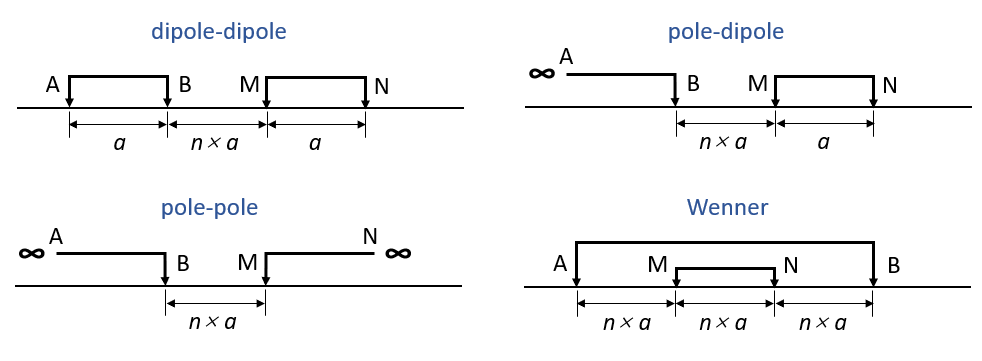 dipole-dipole
A B M N
a n × a a
pole-dipole
∞ A B M N
n × a a
pole-pole
∞ A B M N ∞
n × a
Wenner
A M N B
n × a n × a n × a